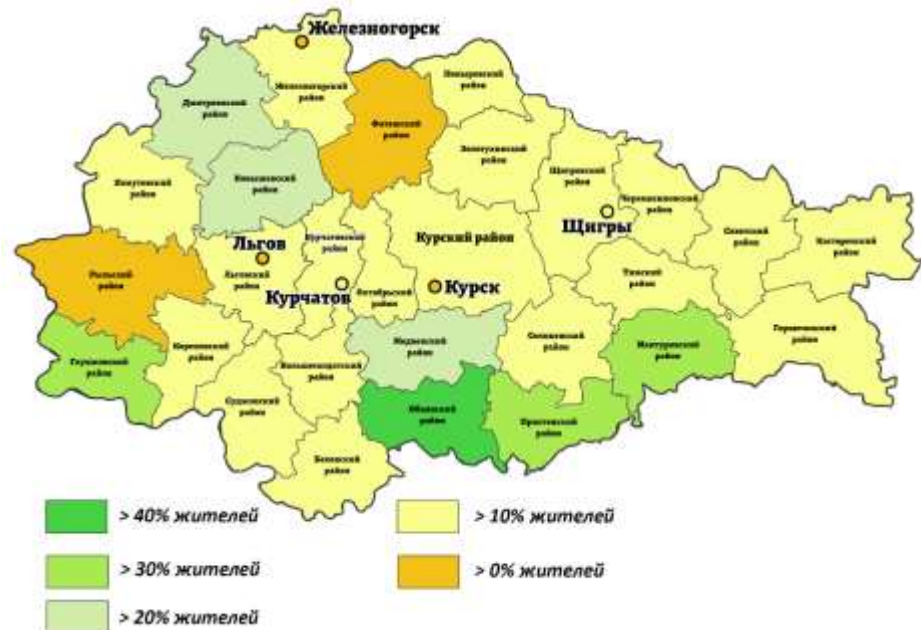 Железногорск
Железногорский
район
Поныровский
район
Дмитриевский
район
Фатежский
район
Золотухинский
район
Хомутовский
район
Конышевский
район
Щигровский
район
Черемисиновский
район
Щигры
Советский
район
Касторенский
район
Курский район
Курчатовский
район
Льгов
Рыльский
район
Льговский
район
Курчатов
Октябрьский
район
Курск
Тимский
район
Глушковский
район
Кореневский
район
Медвенский
район
Солнцевский
район
Мантуровский
район
Горшеченский
район
Большесолдатский
район
Суджанский
район
Обоянский
район
Пристенский
район
Беловский
район
> 40% жителей
> 10% жителей
> 30% жителей
> 0% жителей
> 20% жителей